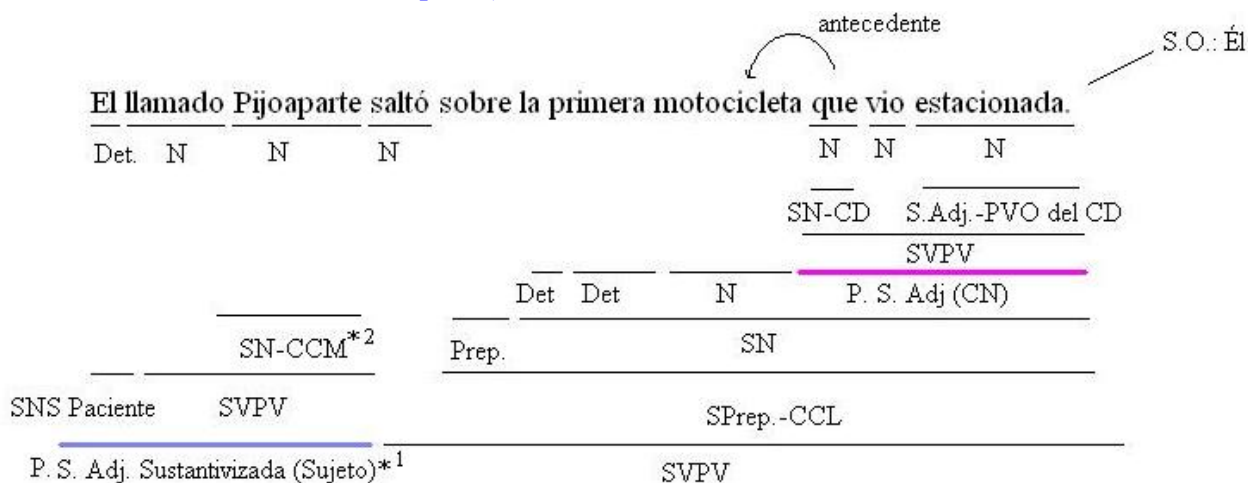 antecedente
S.O.: Él
El llamado Pijoaparte saltó sobre la primera motocicleta que vio estacionada.
Det. N N N N N N
SN-CD S.Adj.-PVO del CD
SVPV
Det Det N P. S. Adj (CN)
SN-CCM*2 Prep. SN
SNS Paciente SVPV SPrep.-CCL
P. S. Adj. Sustantivizada (Sujeto)*1 SVPV